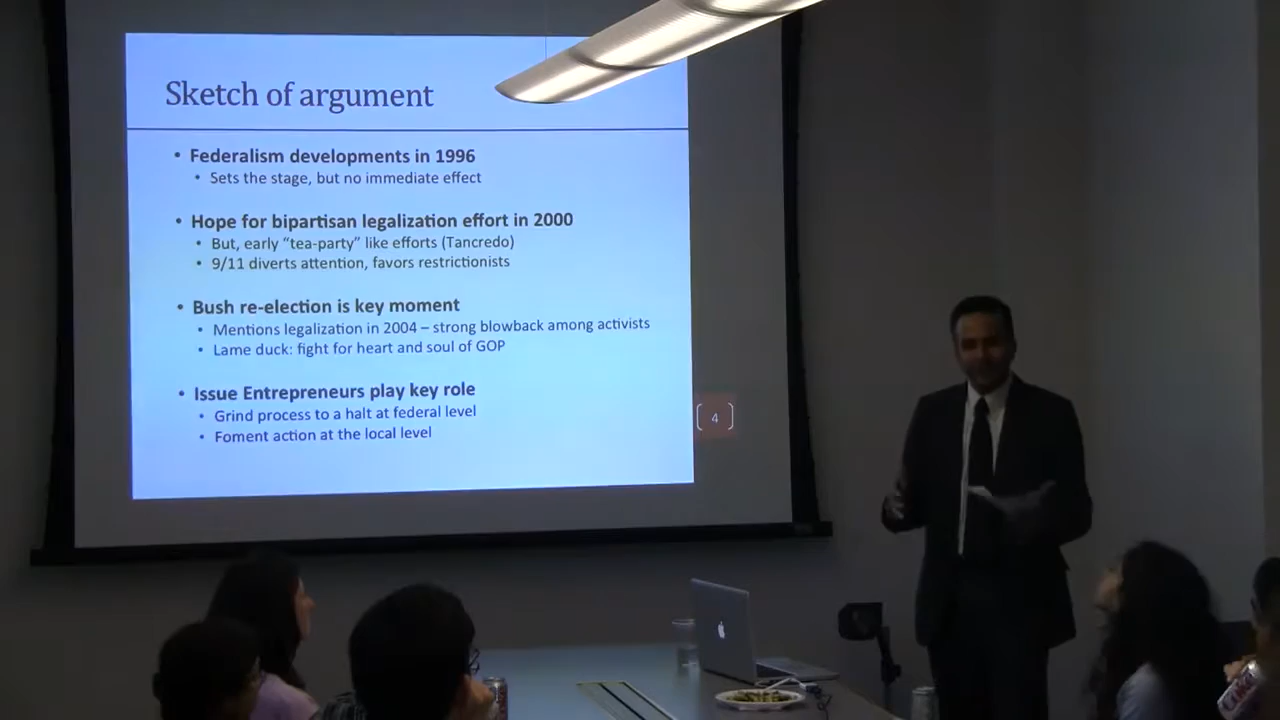 Sketch of argument
• Federalism developments in 1996
• Sets the stage, but no immediate effect
• Hope for bipartisan legalization effort in 2000
• But, early “tea-party” like efforts (Tancredo)
• 9/11 diverts attention, favors restrictionists
• Bush re-election is key moment
• Mentions legalization in 2004 – strong blowback among activists
• Lame duck: fight for heart and soul of GOP
• Issue Entrepreneurs play key role
• Grind process to a halt at federal level
• Foment action at the local level
4